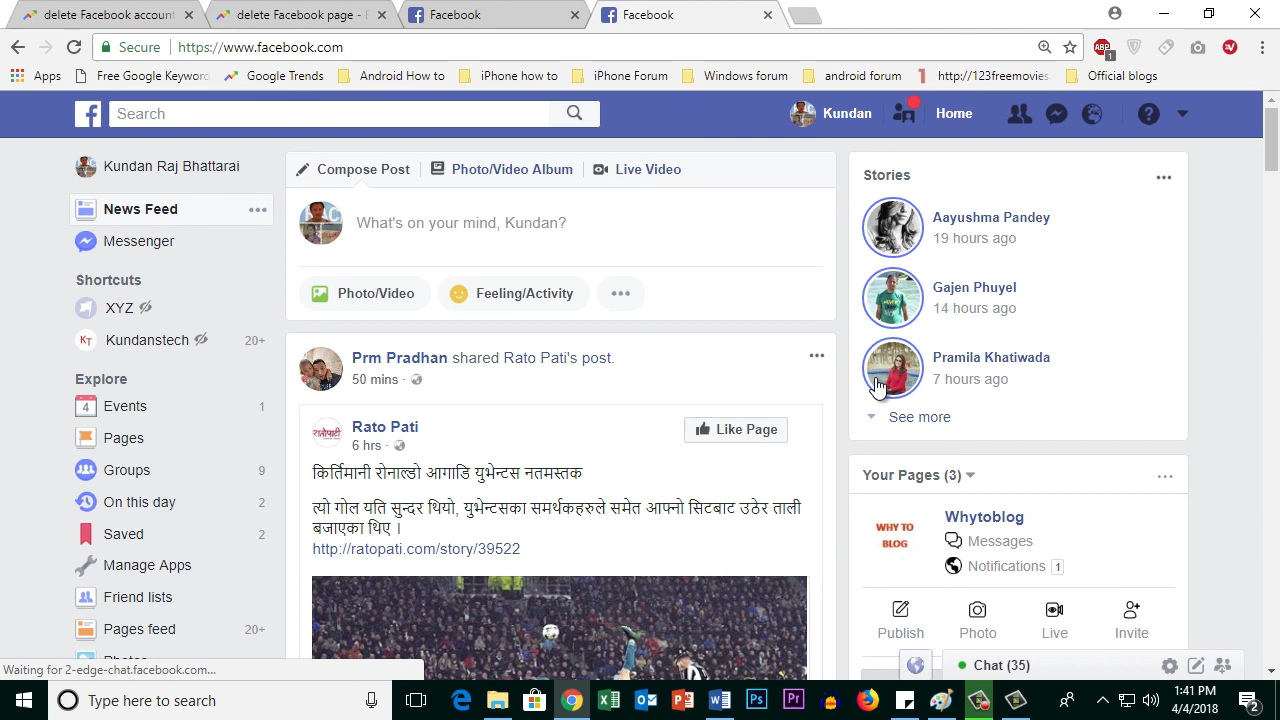 delete Facebook account
delete Facebook page - F
Facebook
Facebook
Secure
https://www.facebook.com
ABP
1
Apps
Free Google Keyword
Google Trends
Android How to
iPhone how to
iPhone Forum
Windows forum
android forum
http://123freemovies.
Official blogs
Search
Kundan
Home
Kundan Raj Bhattarai
News Feed
Messenger
Shortcuts
XYZ
KT Kundanstech 20+
Explore
4 Events 1
Pages
Groups 9
On this day 2
Saved 2
Manage Apps
Friend lists
Pages feed 20+
Compose Post
Photo/Video Album
Live Video
What's on your mind, Kundan?
Photo/Video
Feeling/Activity
Prm Pradhan shared Rato Pati's post.
50 mins ·
रातोपाटी
Rato Pati
6 hrs ·
Like Page
किर्तिमानी रोनाल्डो आगाडि युभेन्टस नतमस्तक
त्यो गोल यति सुन्दर थियो, युभेन्टसका समर्थकहरुले समेत आफ्नो सिटबाट उठेर ताली
बजाएका थिए ।
http://ratopati.com/story/39522
Stories
Aayushma Pandey
19 hours ago
Gajen Phuyel
14 hours ago
Pramila Khatiwada
7 hours ago
See more
Your Pages (3)
WHY TO
BLOG
Whytoblog
Messages
Notifications 1
Publish
Photo
Live
Invite
Chat (35)
Waiting for 2-edge-chat.facebook.com...
Type here to search
Ps
Pr
1:41 PM
4/4/2018
2